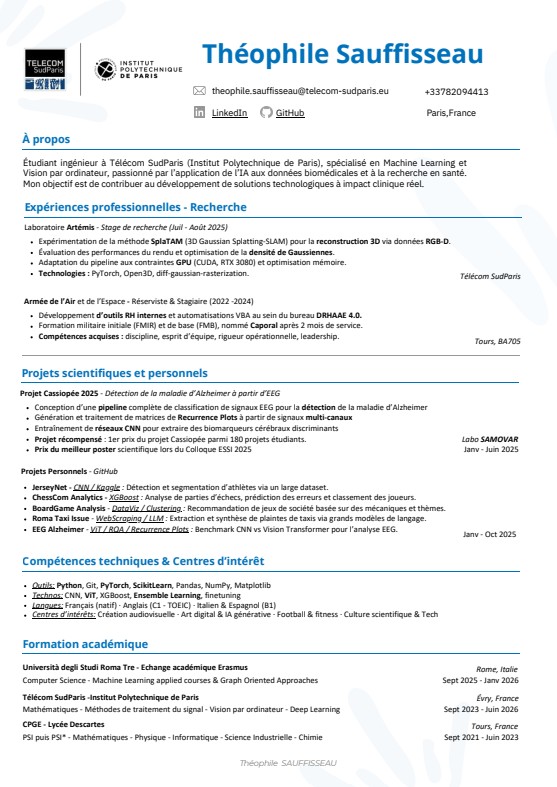 TELECOM
SudParis
INSTITUT
POLYTECHNIQUE
DE PARIS
Théophile Sauffisseau
theophile.sauffisseau@telecom-sudparis.eu
+33782094413
LinkedIn
GitHub
Paris,France
À propos
Étudiant ingénieur à Télécom SudParis (Institut Polytechnique de Paris), spécialisé en Machine Learning et
Vision par ordinateur, passionné par l'application de l'IA aux données biomédicales et à la recherche en santé.
Mon objectif est de contribuer au développement de solutions technologiques à impact clinique réel.
Expériences professionnelles - Recherche
Laboratoire Artémis - Stage de recherche (Juil - Août 2025)
• Expérimentation de la méthode SplaTAM (3D Gaussian Splatting-SLAM) pour la reconstruction 3D via données RGB-D.
• Évaluation des performances du rendu et optimisation de la densité de Gaussiennes.
• Adaptation du pipeline aux contraintes GPU (CUDA, RTX 3080) et optimisation mémoire.
• Technologies : PyTorch, Open3D, diff-gaussian-rasterization.
Télécom SudParis
Armée de l'Air et de l'Espace - Réserviste & Stagiaire (2022 -2024)
• Développement d'outils RH internes et automatisations VBA au sein du bureau DRHAAE 4.0.
• Formation militaire initiale (FMIR) et de base (FMB), nommé Caporal après 2 mois de service.
• Compétences acquises : discipline, esprit d'équipe, rigueur opérationnelle, leadership.
Tours, BA705
Projets scientifiques et personnels
Projet Cassiopée 2025 - Détection de la maladie d'Alzheimer à partir d'EEG
• Conception d'une pipeline complète de classification de signaux EEG pour la détection de la maladie d'Alzheimer
• Génération et traitement de matrices de Recurrence Plots à partir de signaux multi-canaux
• Entraînement de réseaux CNN pour extraire des biomarqueurs cérébraux discriminants
• Projet récompensé : 1er prix du projet Cassiopée parmi 180 projets étudiants.
Labo SAMOVAR
• Prix du meilleur poster scientifique lors du Colloque ESSI 2025
Janv - Juin 2025
Projets Personnels - GitHub
• JerseyNet - CNN / Kaggle : Détection et segmentation d'athlètes via un large dataset.
• ChessCom Analytics - XGBoost : Analyse de parties d'échecs, prédiction des erreurs et classement des joueurs.
• BoardGame Analysis - DataViz / Clustering : Recommandation de jeux de société basée sur des mécaniques et thèmes.
• Roma Taxi Issue - WebScraping / LLM : Extraction et synthèse de plaintes de taxis via grands modèles de langage.
• EEG Alzheimer - ViT / RQA / Recurrence Plots : Benchmark CNN vs Vision Transformer pour l'analyse EEG.
Janv - Oct 2025
Compétences techniques & Centres d'intérêt
• Outils: Python, Git, PyTorch, ScikitLearn, Pandas, NumPy, Matplotlib
• Technos: CNN, ViT, XGBoost, Ensemble Learning, finetuning
• Langues: Français (natif) · Anglais (C1 - TOEIC) · Italien & Espagnol (B1)
• Centres d'intérêts: Création audiovisuelle · Art digital & IA générative · Football & fitness · Culture scientifique & Tech
Formation académique
Università degli Studi Roma Tre - Echange académique Erasmus
Rome, Italie
Computer Science - Machine Learning applied courses & Graph Oriented Approaches
Sept 2025 - Janv 2026
Télécom SudParis -Institut Polytechnique de Paris
Évry, France
Mathématiques - Méthodes de traitement du signal - Vision par ordinateur - Deep Learning
Sept 2023 - Juin 2026
CPGE - Lycée Descartes
Tours, France
PSI puis PSI* - Mathématiques - Physique - Informatique - Science Industrielle - Chimie
Sept 2021 - Juin 2023
Théophile SAUFFISSEAU